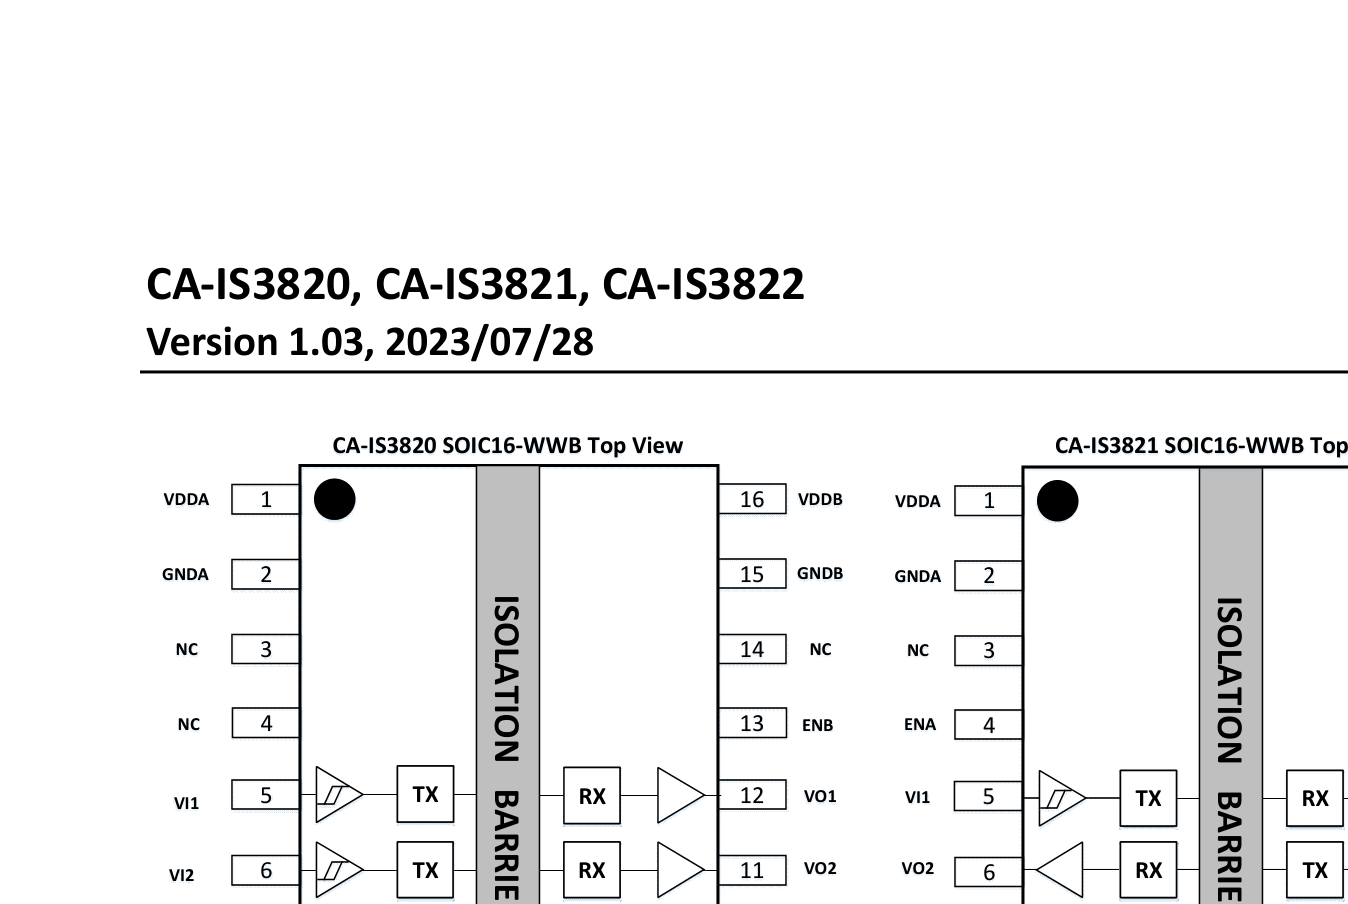 CA-IS3820, CA-IS3821, CA-IS3822
Version 1.03, 2023/07/28
CA-IS3820 SOIC16-WWB Top View
VDDA 1 16 VDDB
GNDA 2 15 GNDB
NC 3 14 NC
NC 4 13 ENB
VI1 5 TX RX 12 VO1
VI2 6 TX RX 11 VO2
ISOLATION BARRIE
CA-IS3821 SOIC16-WWB Top
VDDA 1
GNDA 2
NC 3
ENA 4
VI1 5 TX RX
VO2 6 RX TX
ISOLATION BARRIE